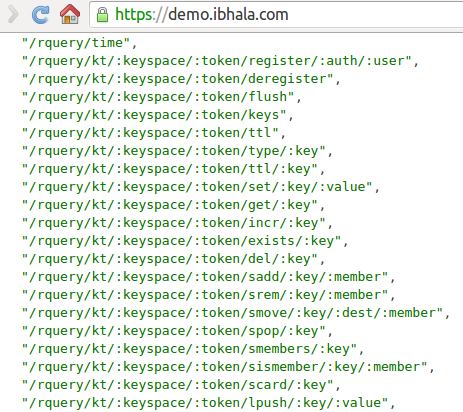 https://demo.ibhala.com
"/rquery/time",
"/rquery/kt/:keyspace/:token/register/:auth/:user",
"/rquery/kt/:keyspace/:token/deregister",
"/rquery/kt/:keyspace/:token/flush",
"/rquery/kt/:keyspace/:token/keys",
"/rquery/kt/:keyspace/:token/ttl",
"/rquery/kt/:keyspace/:token/type/:key",
"/rquery/kt/:keyspace/:token/ttl/:key",
"/rquery/kt/:keyspace/:token/set/:key/:value",
"/rquery/kt/:keyspace/:token/get/:key",
"/rquery/kt/:keyspace/:token/incr/:key",
"/rquery/kt/:keyspace/:token/exists/:key",
"/rquery/kt/:keyspace/:token/del/:key",
"/rquery/kt/:keyspace/:token/sadd/:key/:member",
"/rquery/kt/:keyspace/:token/srem/:key/:member",
"/rquery/kt/:keyspace/:token/smove/:key/:dest/:member",
"/rquery/kt/:keyspace/:token/spop/:key",
"/rquery/kt/:keyspace/:token/smembers/:key",
"/rquery/kt/:keyspace/:token/sismember/:key/:member",
"/rquery/kt/:keyspace/:token/scard/:key",
"/rquery/kt/:keyspace/:token/lpush/:key/:value",